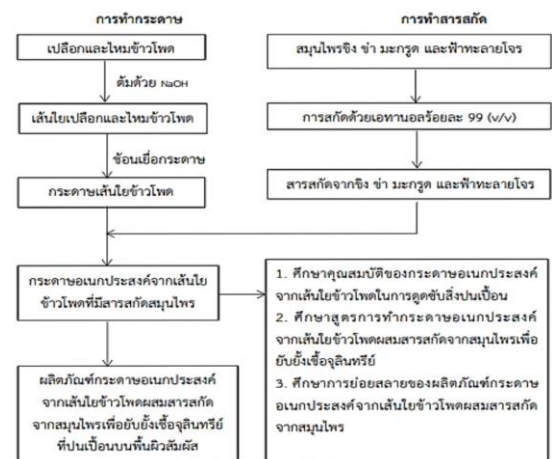 การทำกระดาษ
เปลือกและไหมข้าวโพด
ต้มด้วย NaOH
เส้นใยเปลือกและไหมข้าวโพด
ช้อนเยื่อกระดาษ
กระดาษเส้นใยข้าวโพด
การทำสารสกัด
สมุนไพรขิง ข่า มะกรูด และฟ้าทะลายโจร
การสกัดด้วยเอทานอลร้อยละ 99 (v/v)
สารสกัดจากขิง ข่า มะกรูด และฟ้าทะลายโจร
กระดาษอเนกประสงค์จากเส้นใย
ข้าวโพดที่มีสารสกัดสมุนไพร
1. ศึกษาคุณสมบัติของกระดาษอเนกประสงค์
จากเส้นใยข้าวโพดในการดูดซับสิ่งปนเปื้อน
2. ศึกษาสูตรการทำกระดาษอเนกประสงค์
จากเส้นใยข้าวโพดผสมสารสกัดจากสมุนไพรเพื่อ
ยับยั้งเชื้อจุลินทรีย์
3. ศึกษาการย่อยสลายของผลิตภัณฑ์กระดาษ
อเนกประสงค์จากเส้นใยข้าวโพดผสมสารสกัด
จากสมุนไพร
ผลิตภัณฑ์กระดาษอเนกประสงค์
จากเส้นใยข้าวโพดผสมสารสกัด
จากสมุนไพรเพื่อยับยั้งเชื้อจุลินทรีย์
ที่ปนเปื้อนบนพื้นผิวสัมผัส